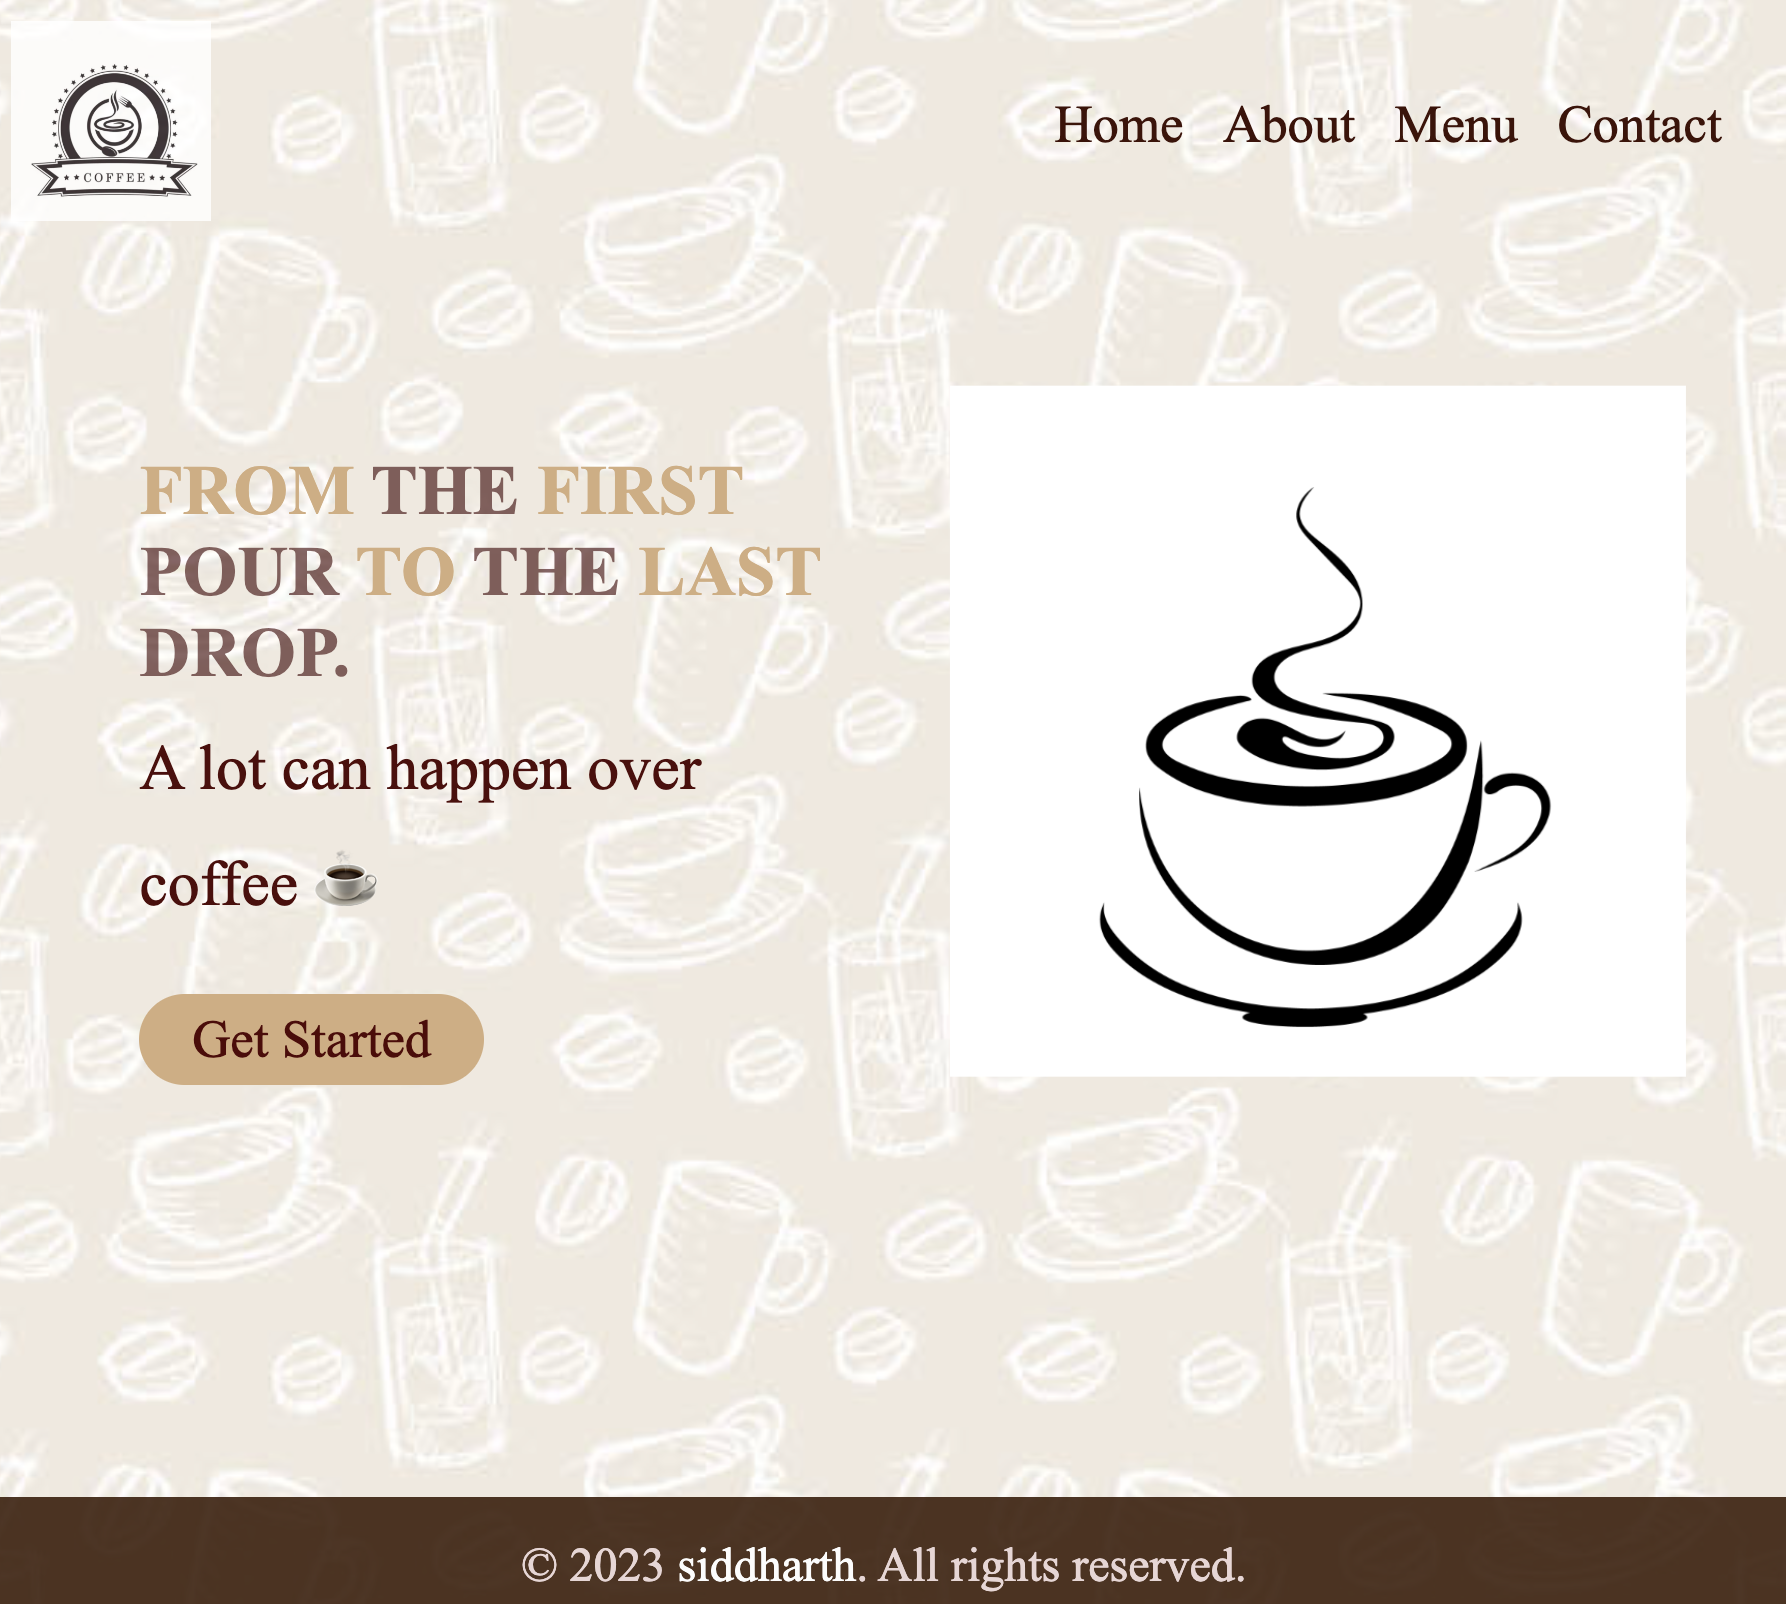 COFFEE
Home About Menu Contact
FROM THE FIRST
POUR TO THE LAST
DROP.
A lot can happen over
coffee ☕
Get Started
© 2023 siddharth. All rights reserved.